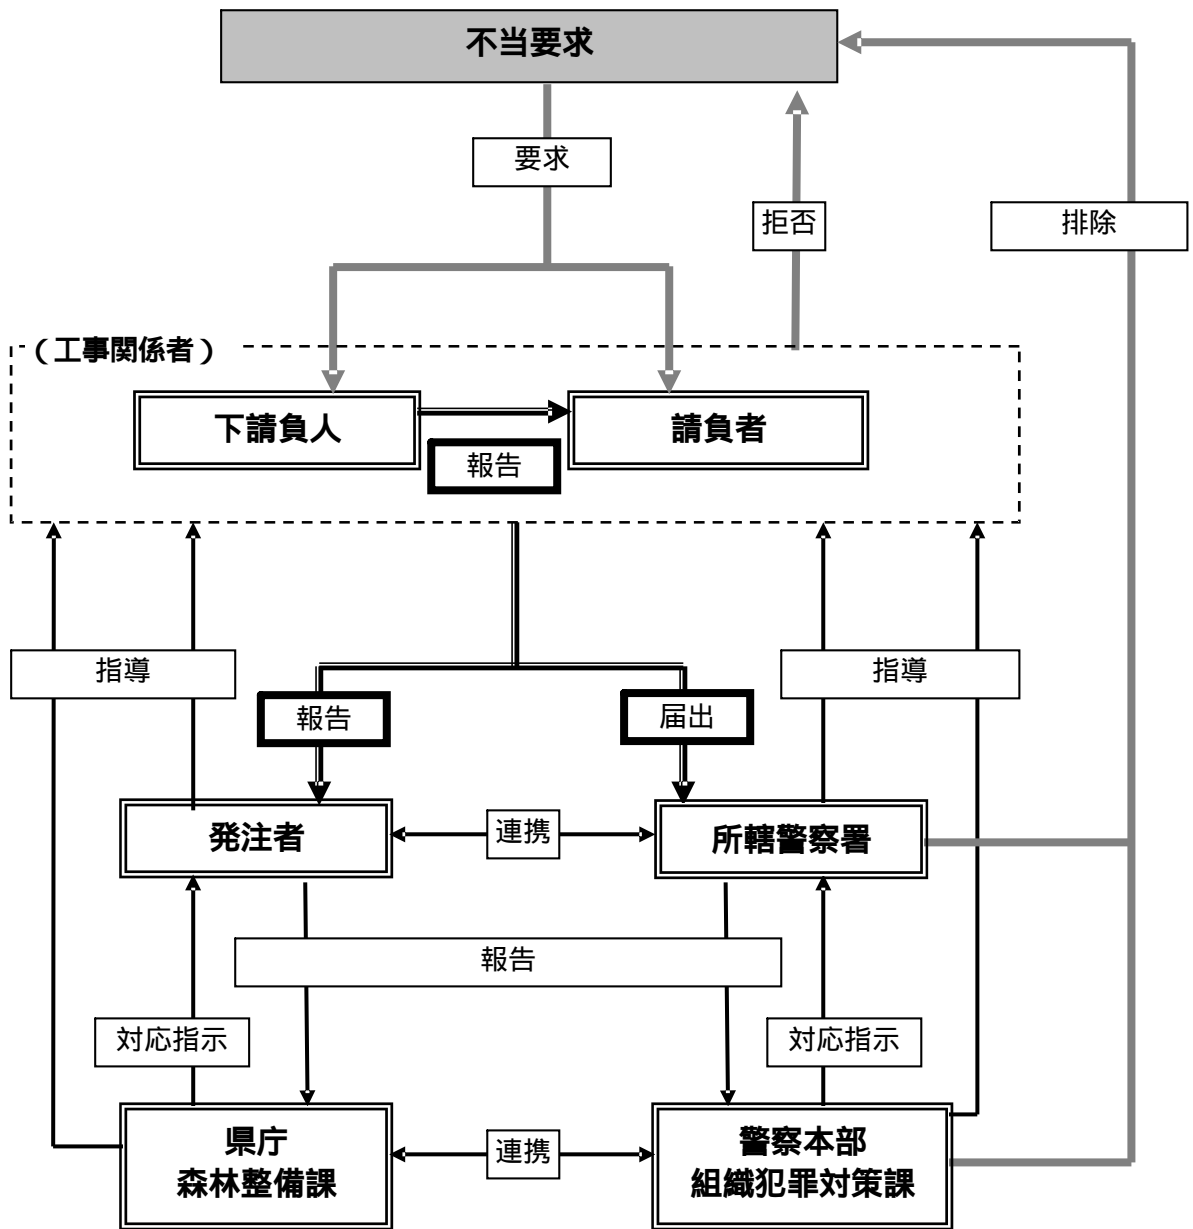 不当要求
要求
拒否
排除
（工事関係者）
下請負人
請負者
報告
指導
指導
報告
届出
発注者
連携
所轄警察署
報告
対応指示
対応指示
県庁
森林整備課
連携
警察本部
組織犯罪対策課